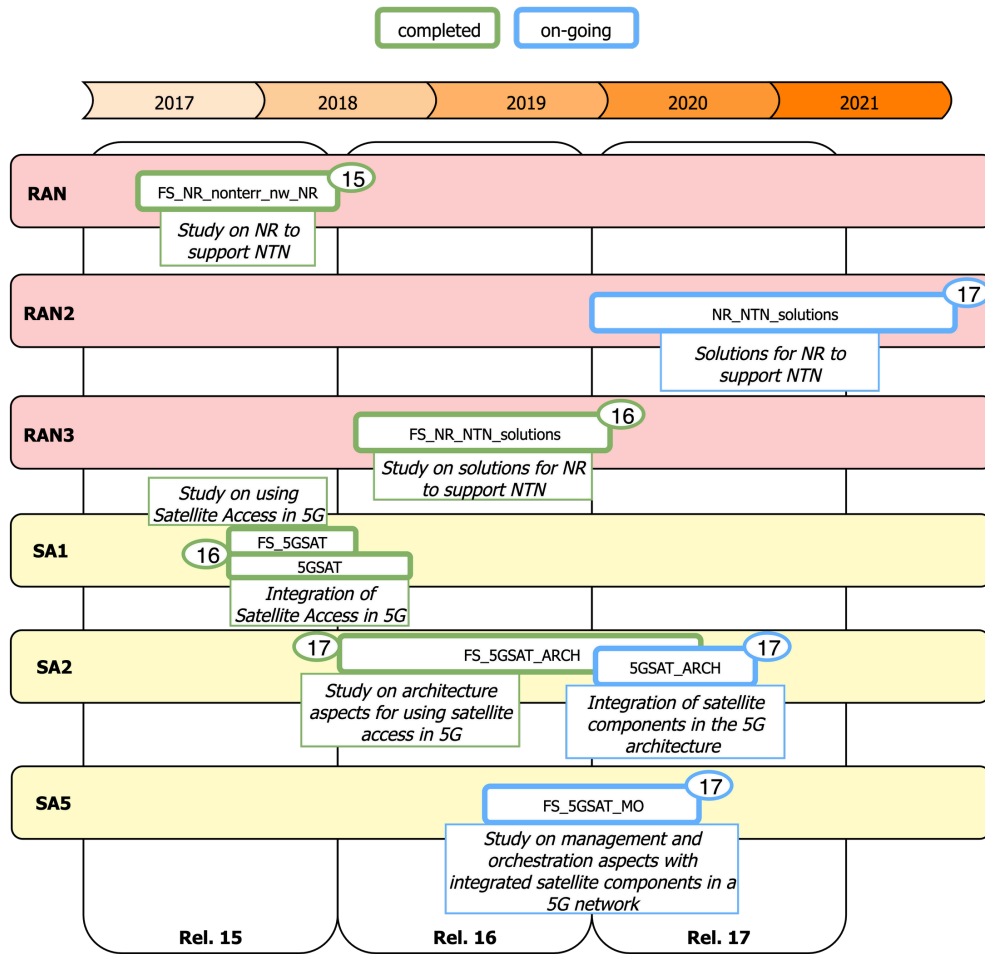 completed
on-going
2017
2018
2019
2020
2021
RAN
FS_NR_nonterr_nw_NR
15
Study on NR to
support NTN
RAN2
NR_NTN_solutions
17
Solutions for NR to
support NTN
RAN3
FS_NR_NTN_solutions
16
Study on solutions for NR
to support NTN
Study on using
Satellite Access in 5G
SA1
16
FS_5GSAT
5GSAT
Integration of
Satellite Access in 5G
SA2
17
FS_5GSAT_ARCH
5GSAT_ARCH
17
Study on architecture
aspects for using satellite
access in 5G
Integration of satellite
components in the 5G
architecture
SA5
FS_5GSAT_MO
17
Study on management and
orchestration aspects with
integrated satellite components in a
5G network
Rel. 15
Rel. 16
Rel. 17